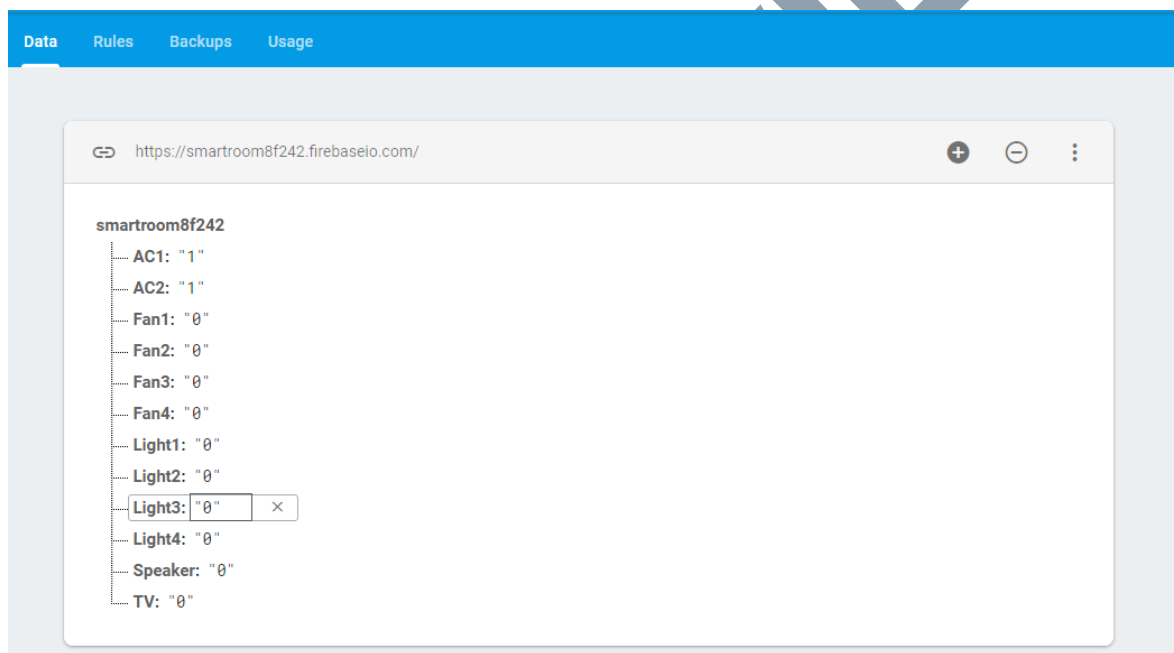 Data Rules Backups Usage
https://smartroom8f242.firebaseio.com/
smartroom8f242
AC1: "1"
AC2: "1"
Fan1: "0"
Fan2: "0"
Fan3: "0"
Fan4: "0"
Light1: "0"
Light2: "0"
Light3: "0"
Light4: "0"
Speaker: "0"
TV: "0"